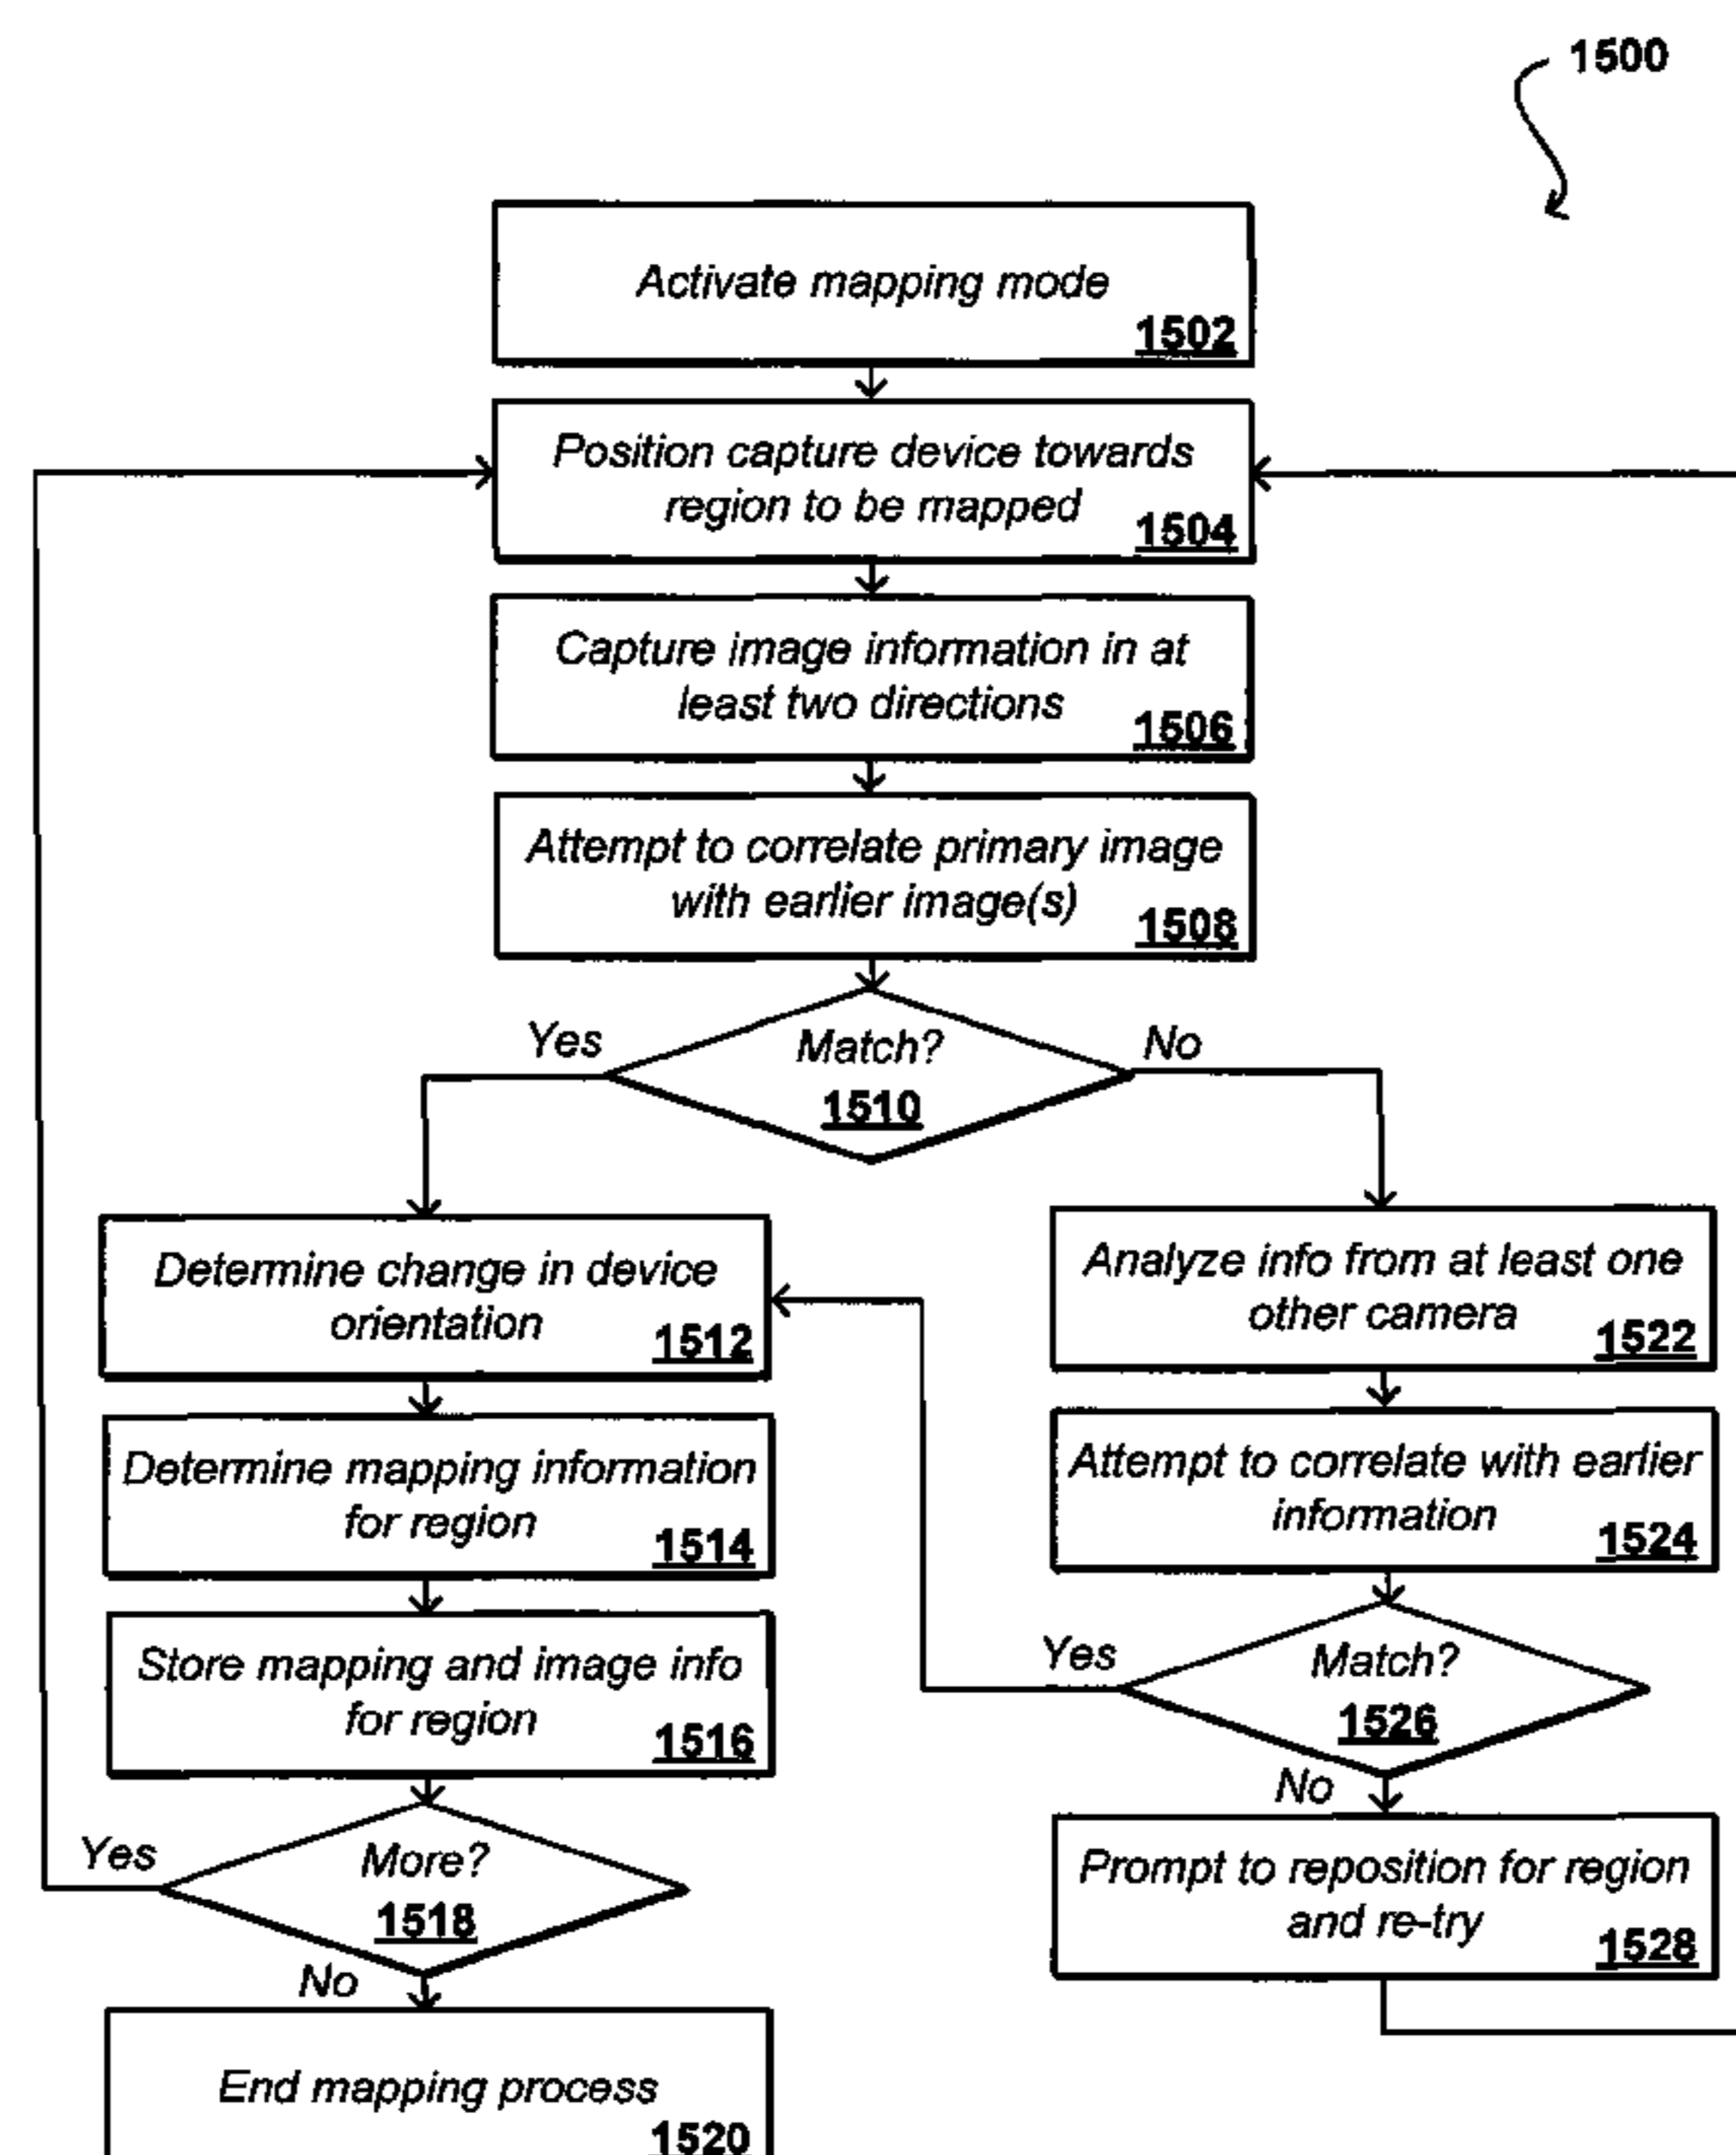 1500
Activate mapping mode
1502
Position capture device towards
region to be mapped
1504
Capture image information in at
least two directions
1506
Attempt to correlate primary image
with earlier image(s)
1508
Yes
Match?
No
1510
Determine change in device
orientation
1512
Determine mapping information
for region
1514
Store mapping and image info
for region
1516
Yes
More?
1518
No
End mapping process
1520
Analyze info from at least one
other camera
1522
Attempt to correlate with earlier
information
1524
Yes
Match?
1526
No
Prompt to reposition for region
and re-try
1528